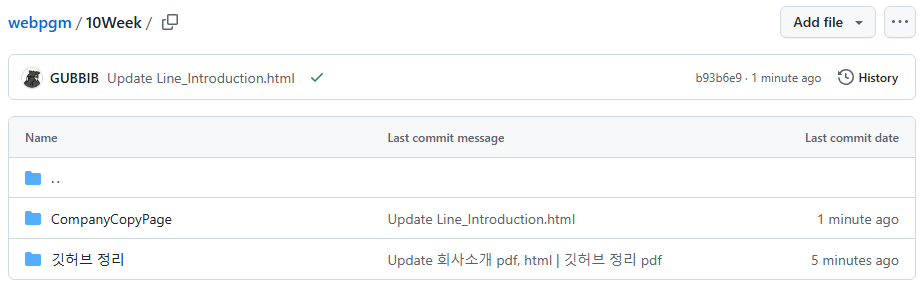 webpgm / 10Week /
Add file
GUBBIB Update Line_Introduction.html
b93b6e9 · 1 minute ago
History
Name Last commit message Last commit date
..
CompanyCopyPage Update Line_Introduction.html 1 minute ago
깃허브 정리 Update 회사소개 pdf, html | 깃허브 정리 pdf 5 minutes ago